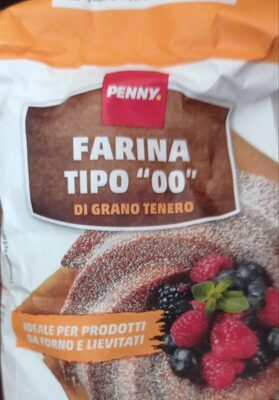 PENNY.
FARINA
TIPO "00"
DI GRANO TENERO
IDEALE PER PRODOTTI
DA FORNO E LIEVITATI